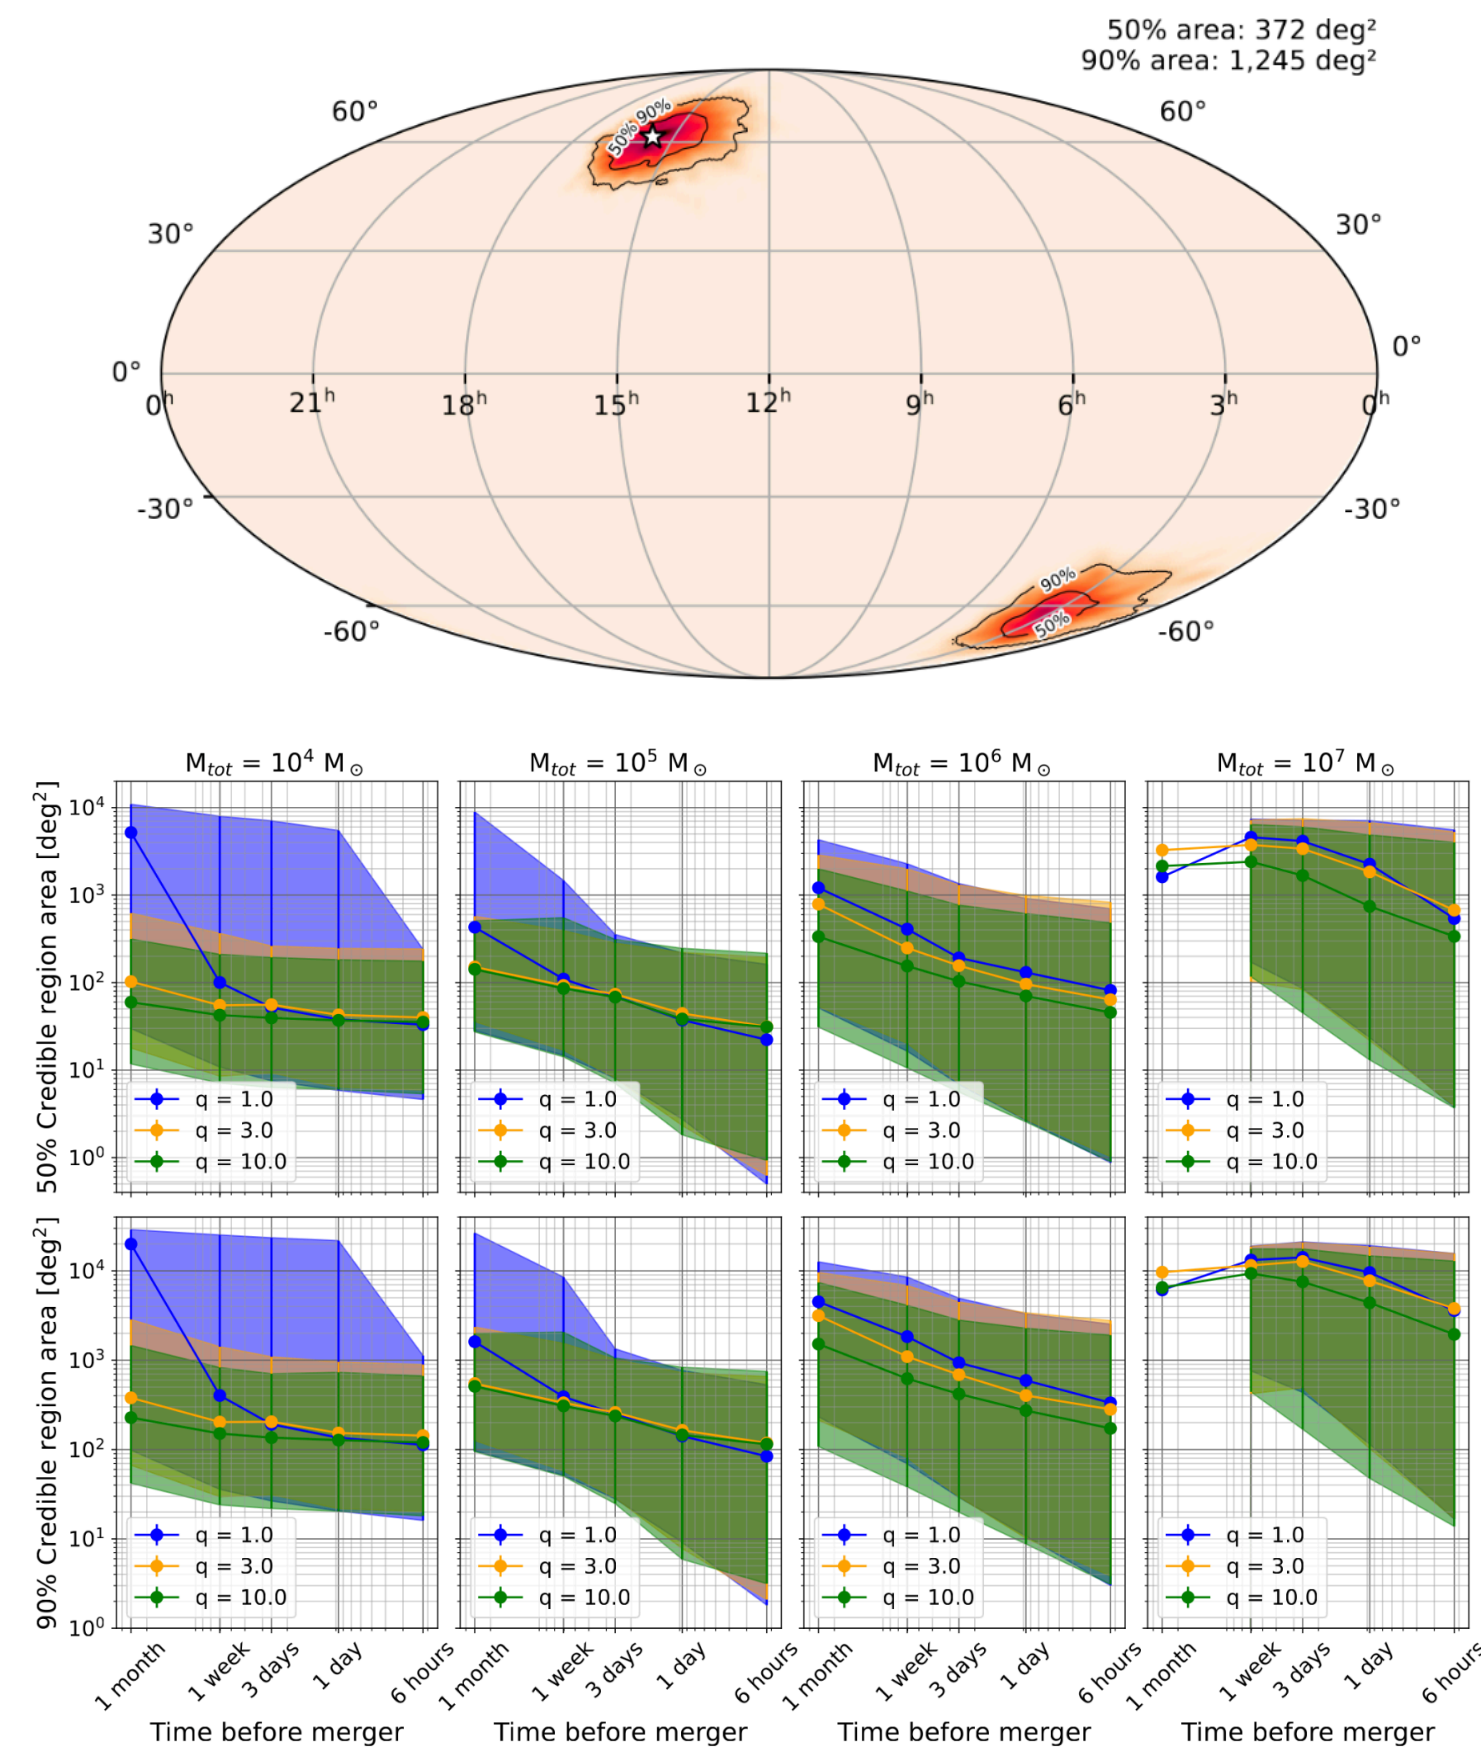 50% area: 372 deg²
90% area: 1,245 deg²
60°
60°
50% 90%
30°
30°
0°
0°
0ʰ 21ʰ 18ʰ 15ʰ 12ʰ 9ʰ 6ʰ 3ʰ 0ʰ
-30°
-30°
90%
50%
-60°
-60°
M_tot = 10⁴ M⊙
M_tot = 10⁵ M⊙
M_tot = 10⁶ M⊙
M_tot = 10⁷ M⊙
50% Credible region area [deg²]
10⁴
10³
10²
10¹
10⁰
q = 1.0
q = 3.0
q = 10.0
q = 1.0
q = 3.0
q = 10.0
q = 1.0
q = 3.0
q = 10.0
q = 1.0
q = 3.0
q = 10.0
90% Credible region area [deg²]
10⁴
10³
10²
10¹
10⁰
q = 1.0
q = 3.0
q = 10.0
q = 1.0
q = 3.0
q = 10.0
q = 1.0
q = 3.0
q = 10.0
q = 1.0
q = 3.0
q = 10.0
1 month 1 week 3 days 1 day 6 hours
1 month 1 week 3 days 1 day 6 hours
1 month 1 week 3 days 1 day 6 hours
1 month 1 week 3 days 1 day 6 hours
Time before merger
Time before merger
Time before merger
Time before merger